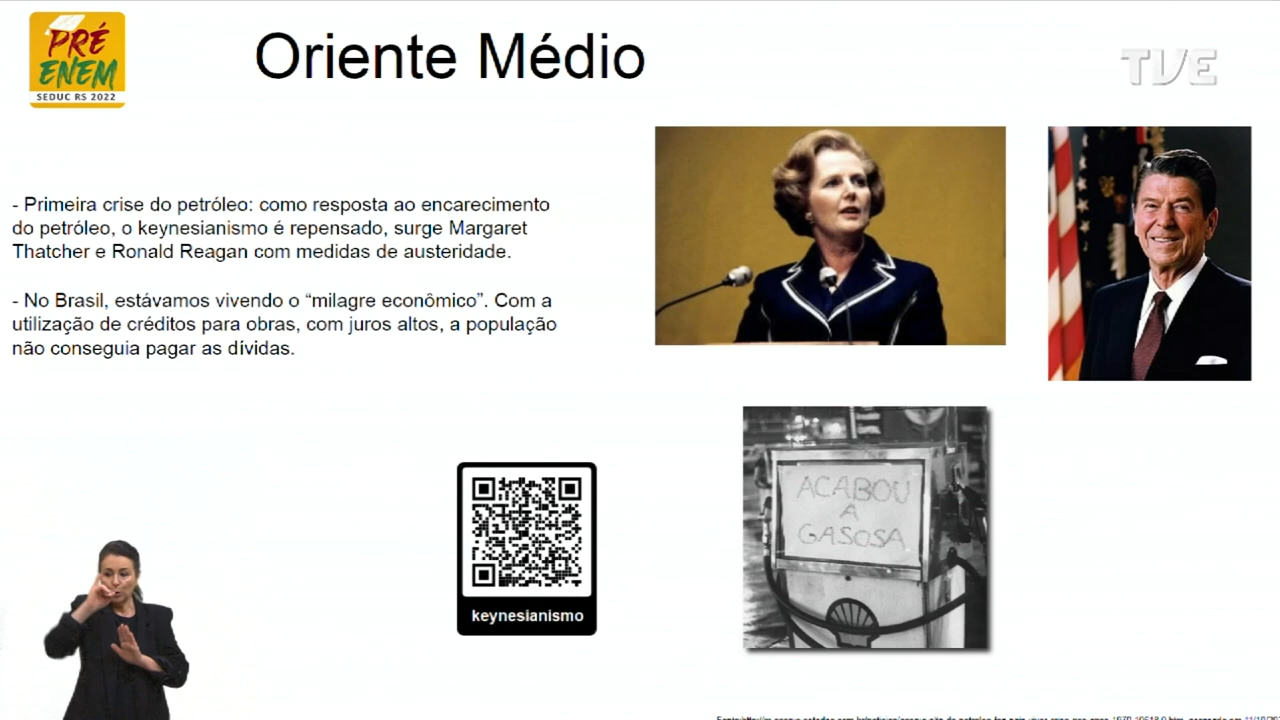 PRÉ
ENEM
SEDUC RS 2022
Oriente Médio
TVE
- Primeira crise do petróleo: como resposta ao encarecimento
do petróleo, o keynesianismo é repensado, surge Margaret
Thatcher e Ronald Reagan com medidas de austeridade.
- No Brasil, estávamos vivendo o “milagre econômico”. Com a
utilização de créditos para obras, com juros altos, a população
não conseguia pagar as dívidas.
keynesianismo
ACABOU
A
GASOSA